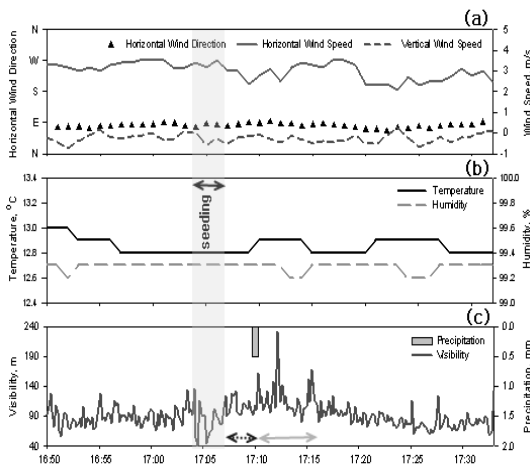 (a)
Horizontal Wind Direction
Horizontal Wind Speed
Vertical Wind Speed
Horizontal Wind Direction
N
W
S
E
N
Wind Speed, m/s
5
4
3
2
1
0
-1
(b)
Temperature, °C
13.4
13.2
13.0
12.8
12.6
12.4
seeding
Temperature
Humidity
Humidity, %
100.0
99.8
99.6
99.4
99.2
99.0
(c)
Visibility, m
240
190
140
90
40
Precipitation
Visibility
Precipitation, mm
0.0
0.5
1.0
1.5
2.0
16:50 16:55 17:00 17:05 17:10 17:15 17:20 17:25 17:30